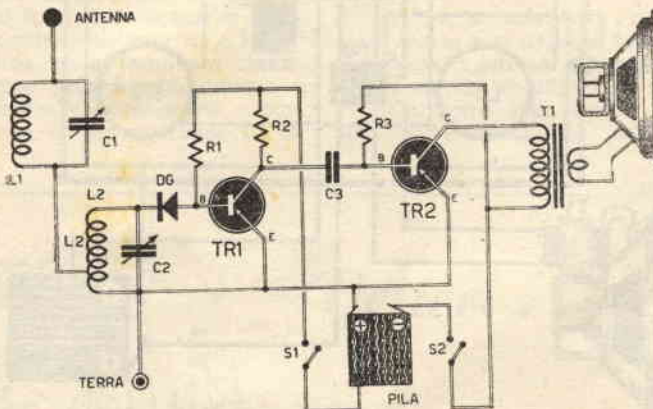 ANTENNA
C1
L1
L2
L2
DG
C2
TERRA
R1
R2
B
C
E
TR1
C3
R3
B
C
E
TR2
T1
S1
+
−
PILA
S2